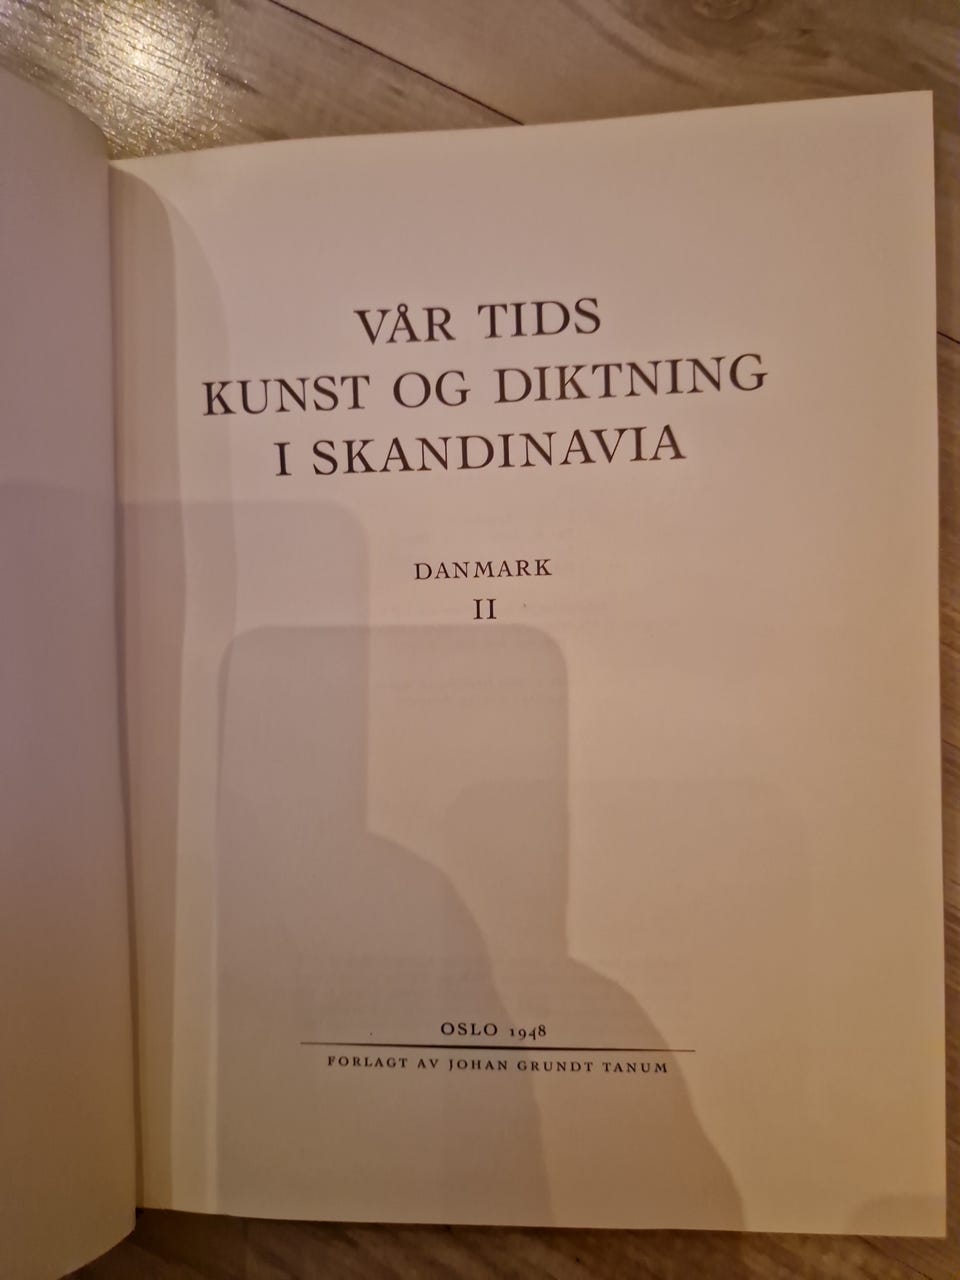 VÅR TIDS
KUNST OG DIKTNING
I SKANDINAVIA
DANMARK
II
OSLO 1948
FORLAGT AV JOHAN GRUNDT TANUM